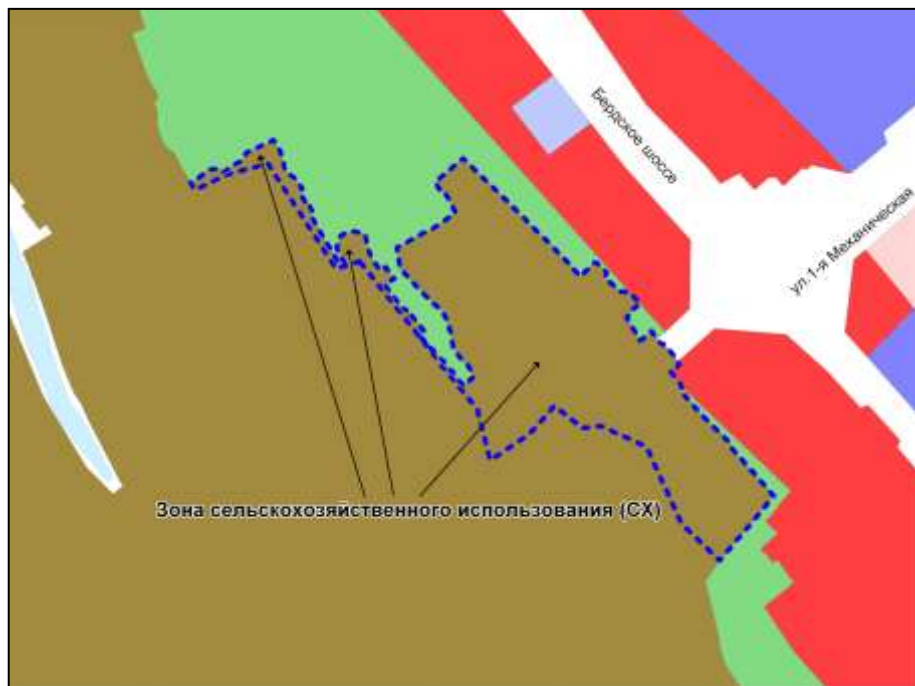 Бердское шоссе
ул.1-я Механическая
Зона сельскохозяйственного использования (СХ)